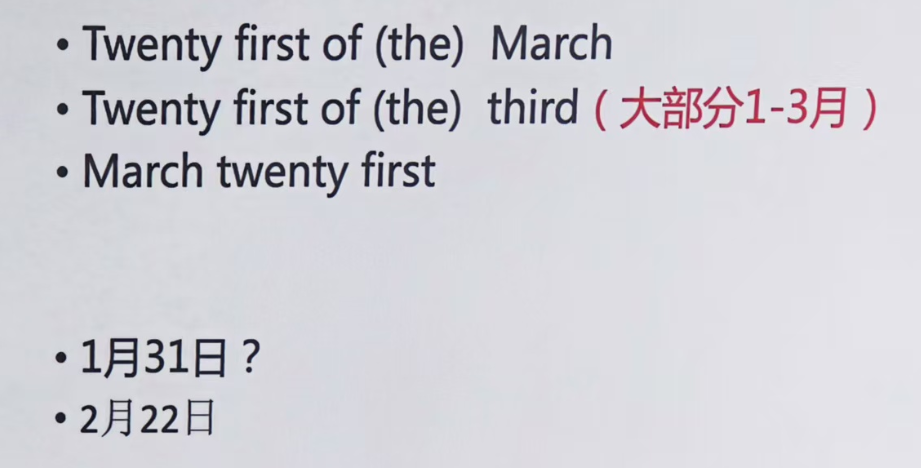 • Twenty first of (the) March
• Twenty first of (the) third（大部分1-3月）
• March twenty first
• 1月31日？
• 2月22日